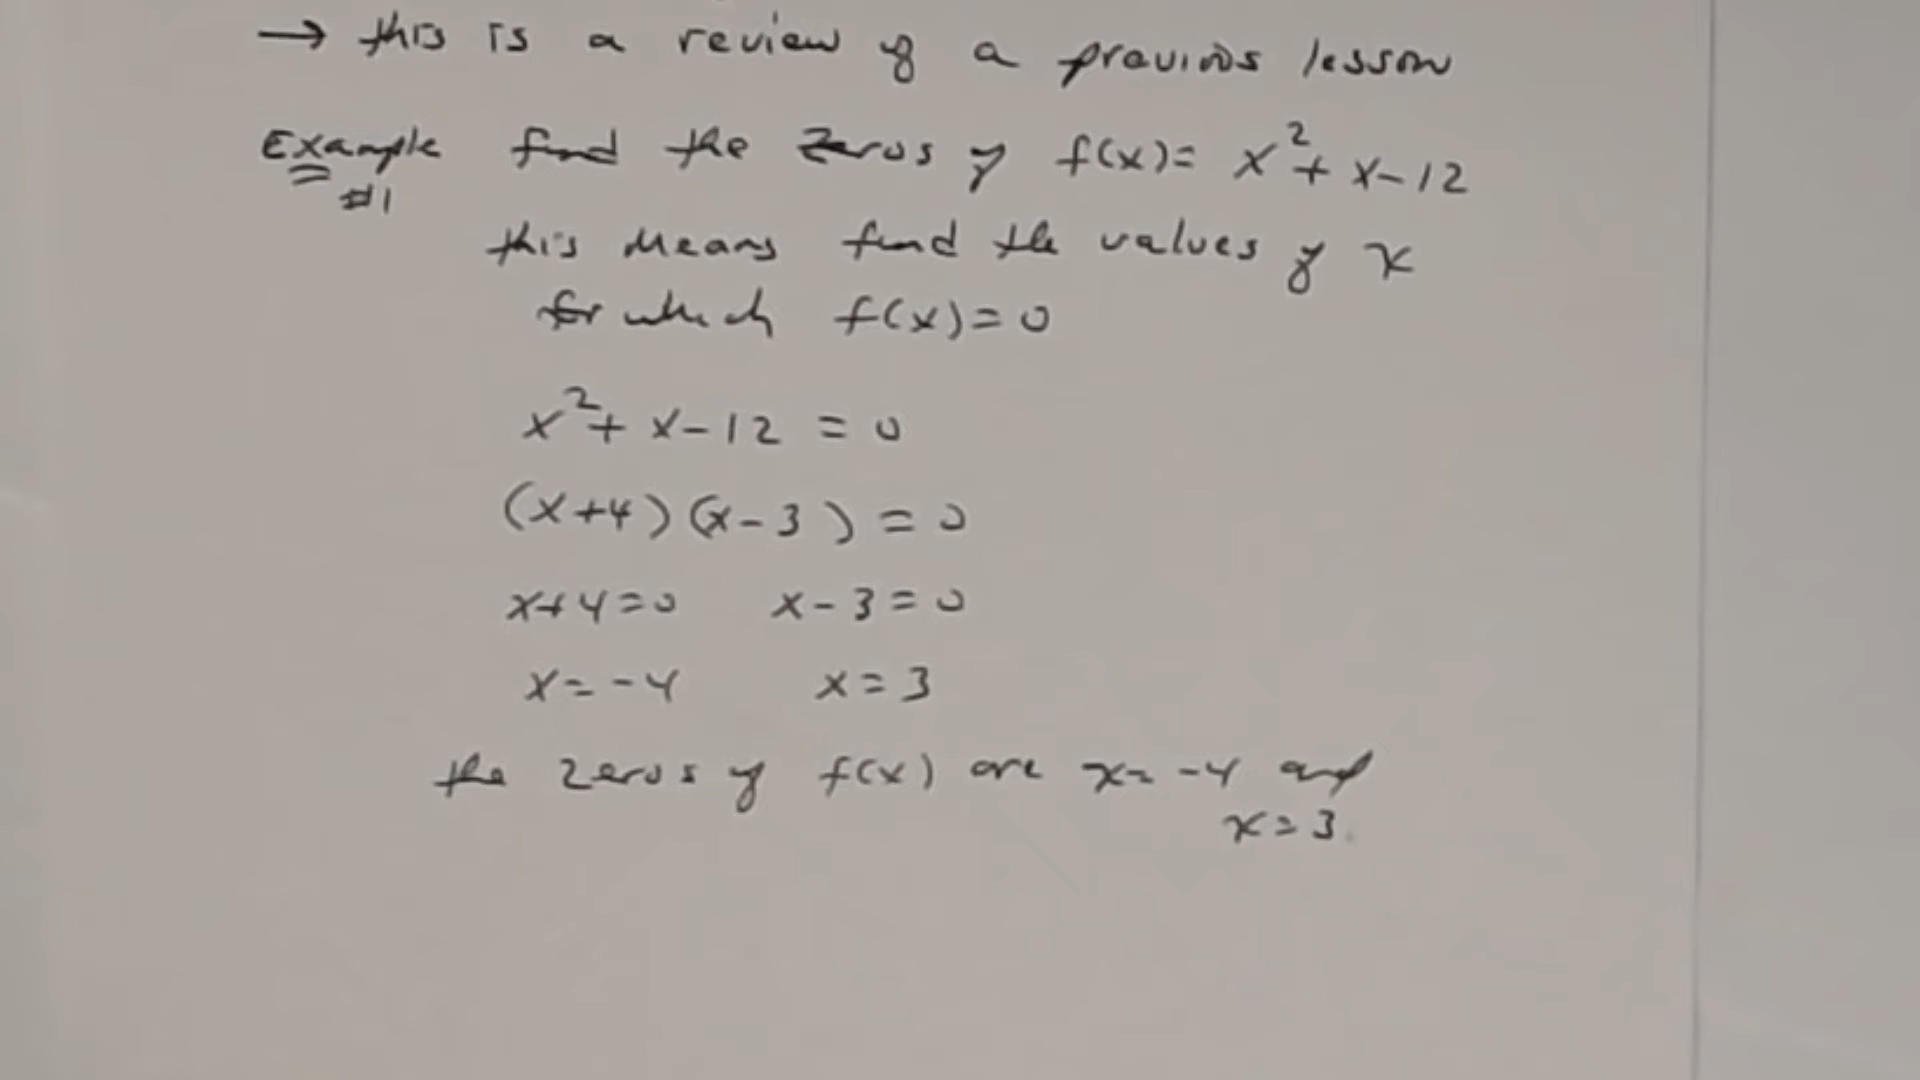 → this is a review of a previous lesson
Example find the zeros of f(x)= x²+ x-12
#1
this means find the values of x
for which f(x)=0
x²+ x-12 = 0
(x+4)(x-3) = 0
x+4=0 x-3=0
x=-4 x=3
the zeros of f(x) are x=-4 and
x=3.